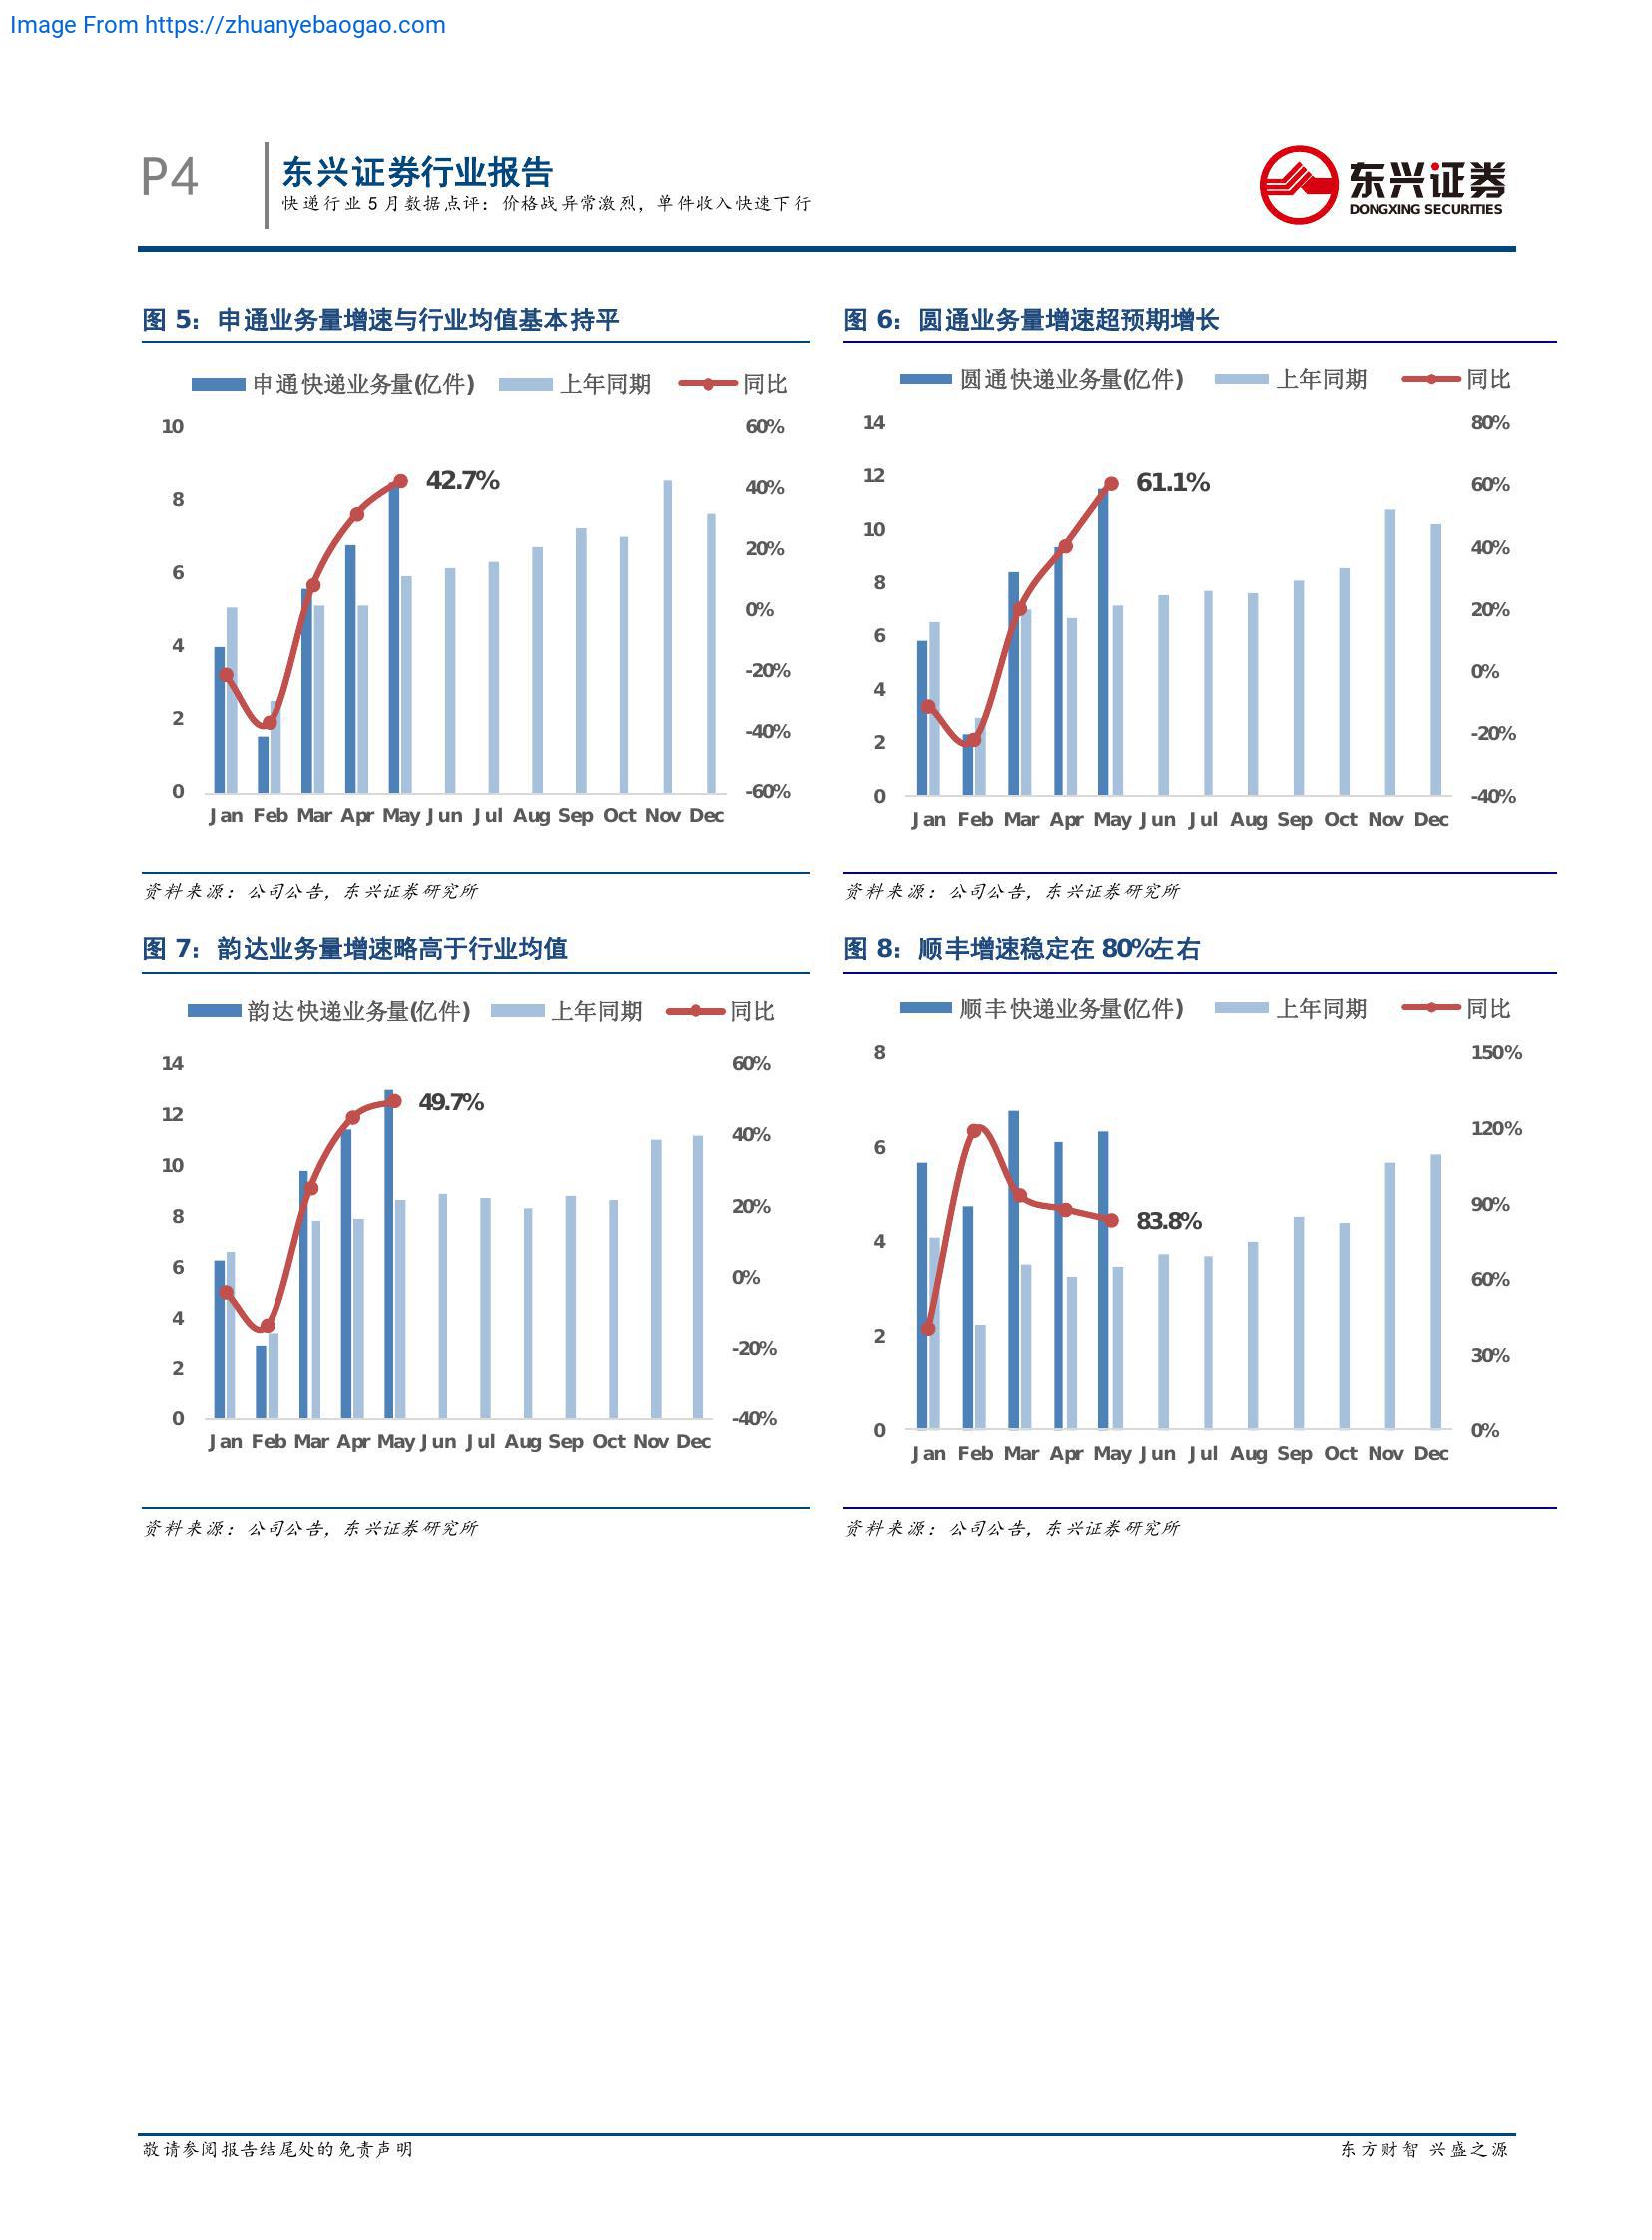 Image From https://zhuanyebaogao.com
P4
东兴证券行业报告
快递行业 5 月数据点评：价格战异常激烈，单件收入快速下行
东兴证券
DONGXING SECURITIES
图 5：申通业务量增速与行业均值基本持平
申通快递业务量(亿件) 上年同期 同比
10 60%
42.7%
8 40%
20%
6
0%
4
-20%
2 -40%
0 -60%
Jan Feb Mar Apr May Jun Jul Aug Sep Oct Nov Dec
资料来源：公司公告，东兴证券研究所
图 6：圆通业务量增速超预期增长
圆通快递业务量(亿件) 上年同期 同比
14 80%
12 61.1% 60%
10
40%
8
20%
6
0%
4
2 -20%
0 -40%
Jan Feb Mar Apr May Jun Jul Aug Sep Oct Nov Dec
资料来源：公司公告，东兴证券研究所
图 7：韵达业务量增速略高于行业均值
韵达快递业务量(亿件) 上年同期 同比
14 60%
49.7%
12
40%
10
8 20%
6 0%
4
-20%
2
0 -40%
Jan Feb Mar Apr May Jun Jul Aug Sep Oct Nov Dec
资料来源：公司公告，东兴证券研究所
图 8：顺丰增速稳定在 80%左右
顺丰快递业务量(亿件) 上年同期 同比
8 150%
120%
6
90%
83.8%
4
60%
2
30%
0 0%
Jan Feb Mar Apr May Jun Jul Aug Sep Oct Nov Dec
资料来源：公司公告，东兴证券研究所
敬请参阅报告结尾处的免责声明
东方财智 兴盛之源